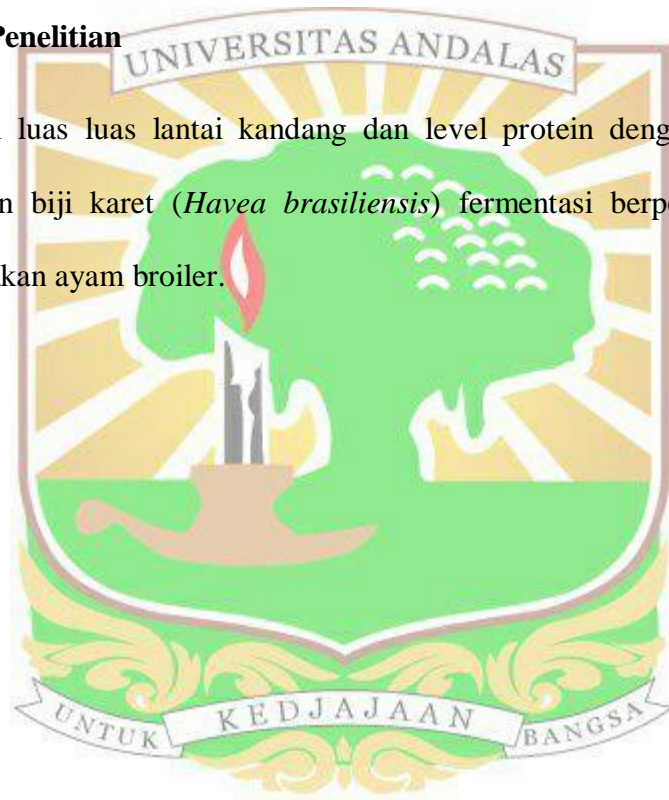 Penelitian
UNIVERSITAS ANDALAS
luas luas lantai kandang dan level protein deng
n biji karet (Havea brasiliensis) fermentasi berp
akan ayam broiler.
UNTUK KEDJAJAAN BANGSA